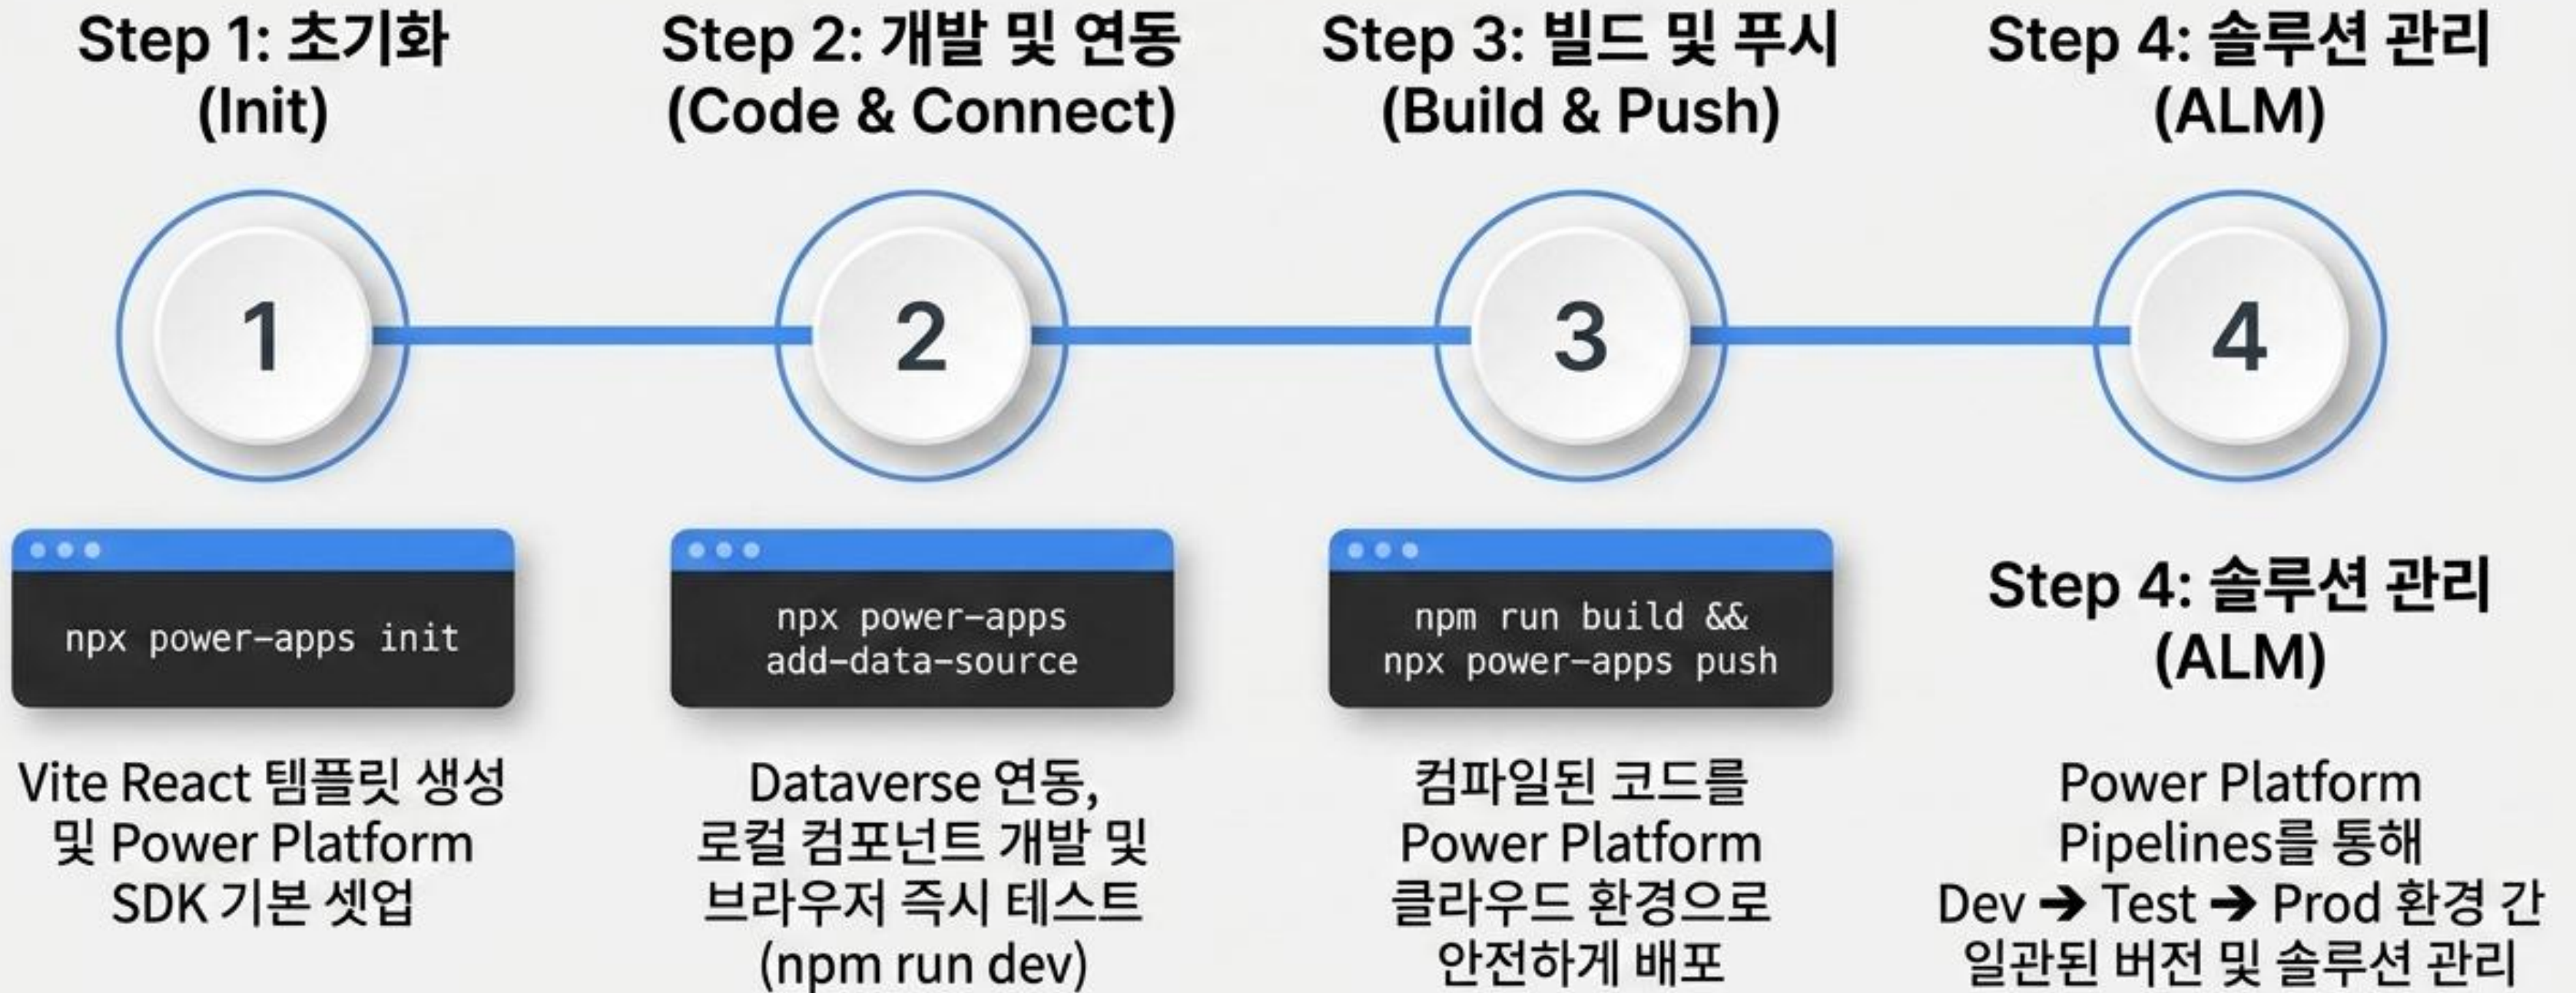 Step 1: 초기화
(Init)
1
npx power-apps init
Vite React 템플릿 생성
및 Power Platform
SDK 기본 셋업
Step 2: 개발 및 연동
(Code & Connect)
2
npx power-apps
add-data-source
Dataverse 연동,
로컬 컴포넌트 개발 및
브라우저 즉시 테스트
(npm run dev)
Step 3: 빌드 및 푸시
(Build & Push)
3
npm run build &&
npx power-apps push
컴파일된 코드를
Power Platform
클라우드 환경으로
안전하게 배포
Step 4: 솔루션 관리
(ALM)
4
Step 4: 솔루션 관리
(ALM)
Power Platform
Pipelines를 통해
Dev ➔ Test ➔ Prod 환경 간
일관된 버전 및 솔루션 관리